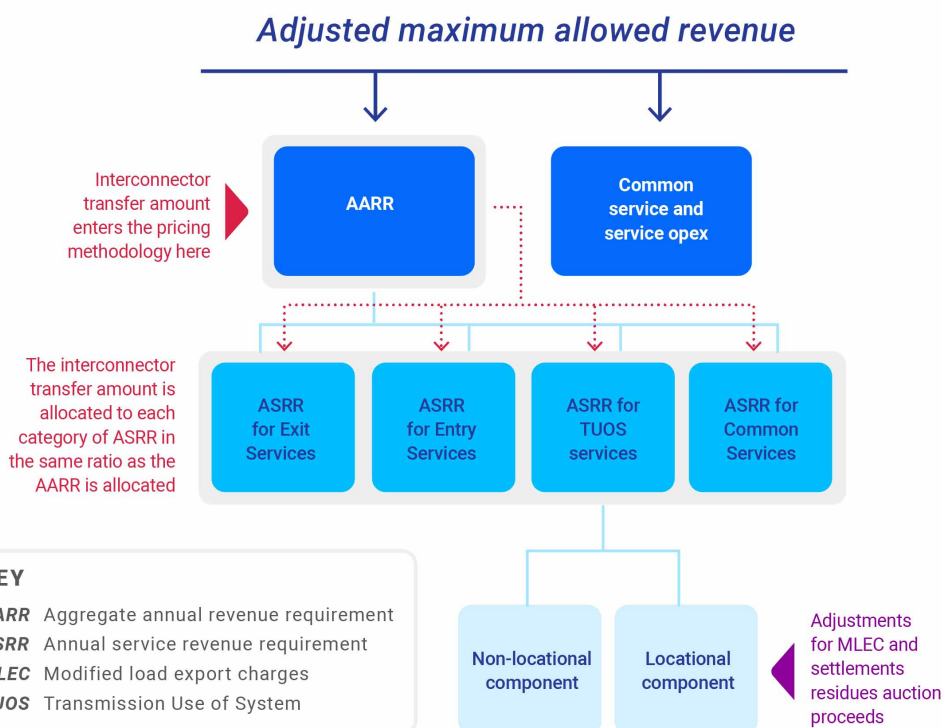 Adjusted maximum allowed revenue
Interconnector
transfer amount
enters the pricing
methodology here
AARR
Common
service and
service opex
The interconnector
transfer amount is
allocated to each
category of ASRR in
the same ratio as the
AARR is allocated
ASRR
for Exit
Services
ASRR
for Entry
Services
ASRR for
TUOS
services
ASRR for
Common
Services
EY
ARR Aggregate annual revenue requirement
SRR Annual service revenue requirement
LEC Modified load export charges
UOS Transmission Use of System
Non-locational
component
Locational
component
Adjustments
for MLEC and
settlements
residues auction
proceeds